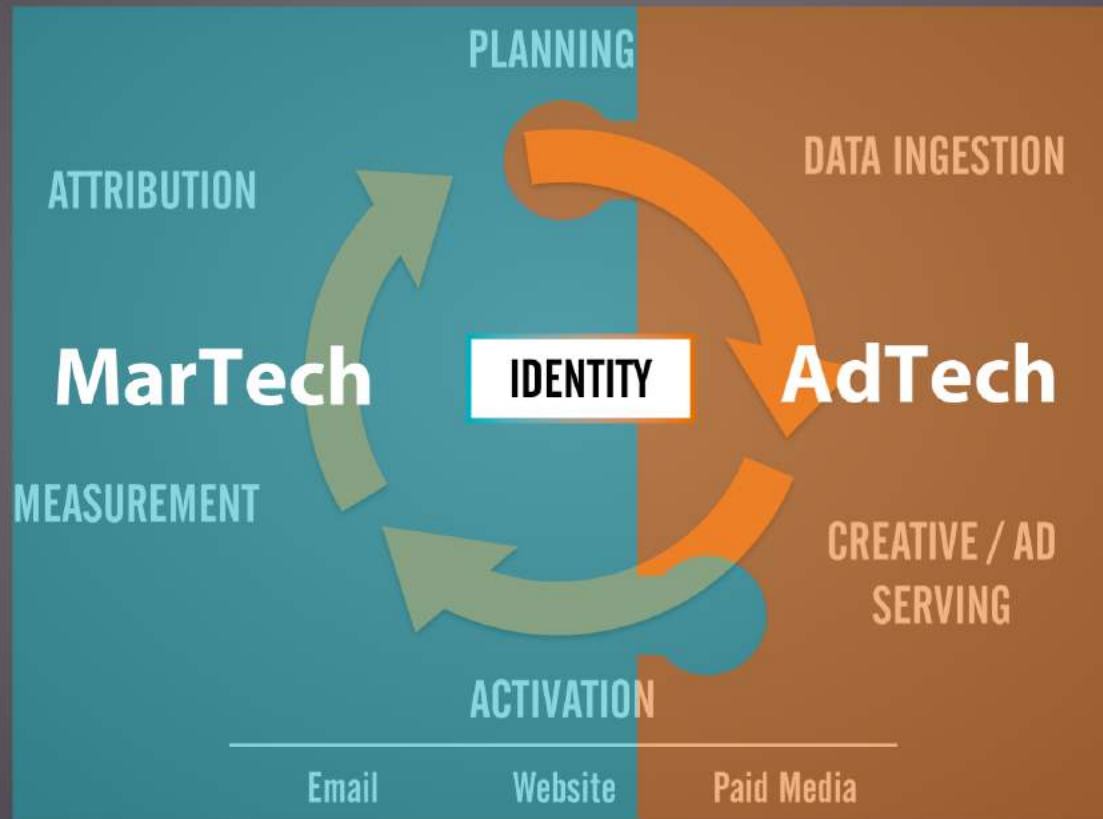 PLANNING
DATA INGESTION
ATTRIBUTION
MarTech
IDENTITY
AdTech
MEASUREMENT
CREATIVE / AD
SERVING
ACTIVATION
Email
Website
Paid Media